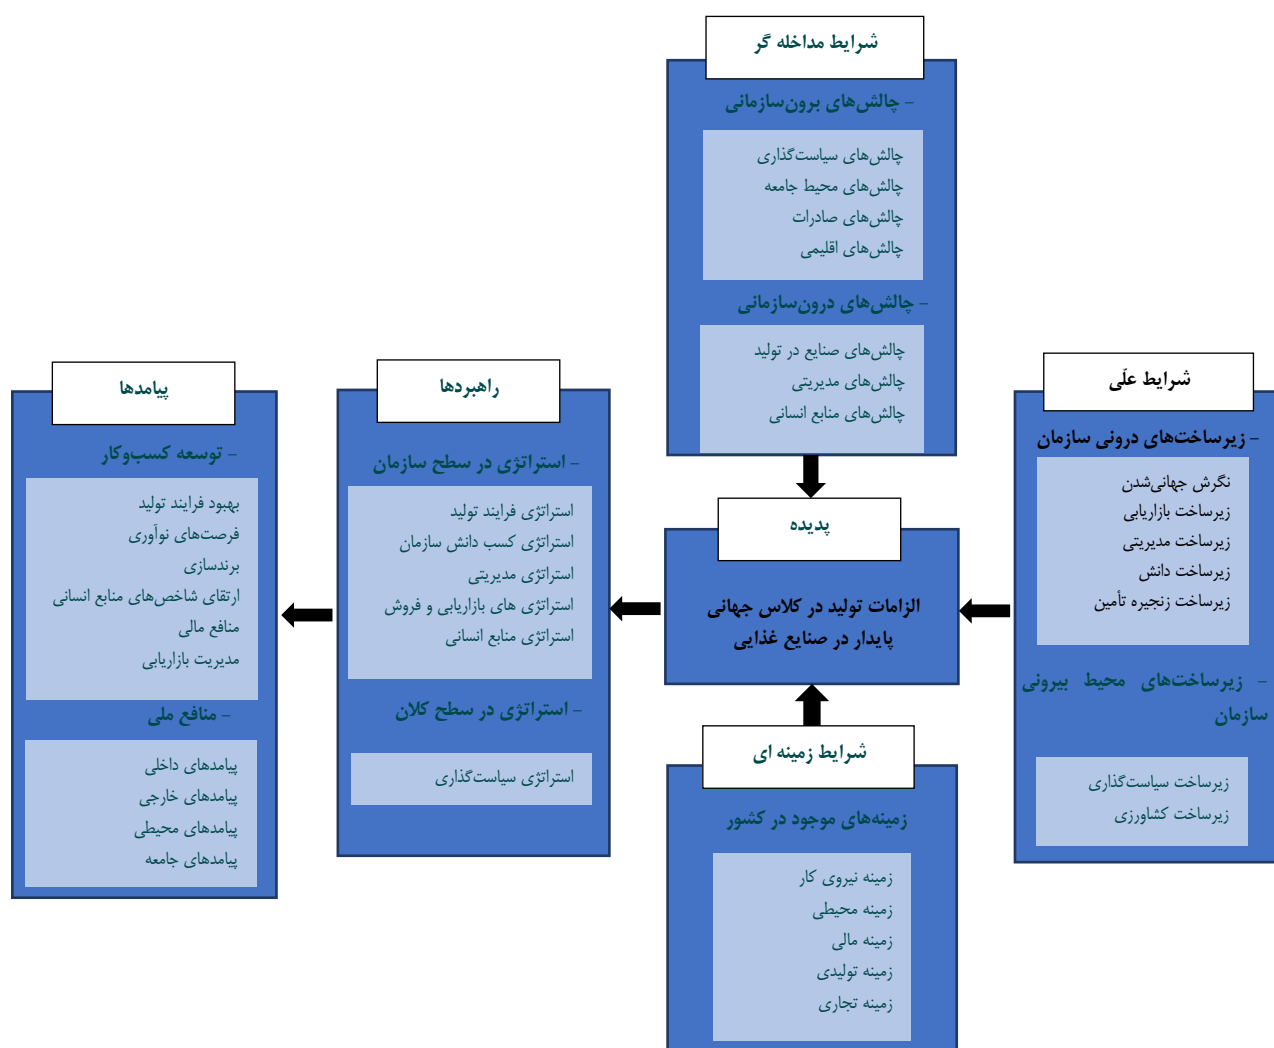 شرایط مداخله گر
- چالش‌های برون‌سازمانی
چالش‌های سیاست‌گذاری
چالش‌های محیط جامعه
چالش‌های صادرات
چالش‌های اقلیمی
- چالش‌های درون‌سازمانی
چالش‌های صنایع در تولید
چالش‌های مدیریتی
چالش‌های منابع انسانی
شرایط علّی
- زیرساخت‌های درونی سازمان
نگرش جهانی‌شدن
زیرساخت بازاریابی
زیرساخت مدیریتی
زیرساخت دانش
زیرساخت زنجیره تأمین
- زیرساخت‌های محیط بیرونی
سازمان
زیرساخت سیاست‌گذاری
زیرساخت کشاورزی
پدیده
الزامات تولید در کلاس جهانی
پایدار در صنایع غذایی
شرایط زمینه ای
زمینه‌های موجود در کشور
زمینه نیروی کار
زمینه محیطی
زمینه مالی
زمینه تولیدی
زمینه تجاری
راهبردها
- استراتژی در سطح سازمان
استراتژی فرایند تولید
استراتژی کسب دانش سازمان
استراتژی مدیریتی
استراتژی های بازاریابی و فروش
استراتژی منابع انسانی
- استراتژی در سطح کلان
استراتژی سیاست‌گذاری
پیامدها
- توسعه کسب‌وکار
بهبود فرایند تولید
فرصت‌های نوآوری
برندسازی
ارتقای شاخص‌های منابع انسانی
منافع مالی
مدیریت بازاریابی
- منافع ملی
پیامدهای داخلی
پیامدهای خارجی
پیامدهای محیطی
پیامدهای جامعه